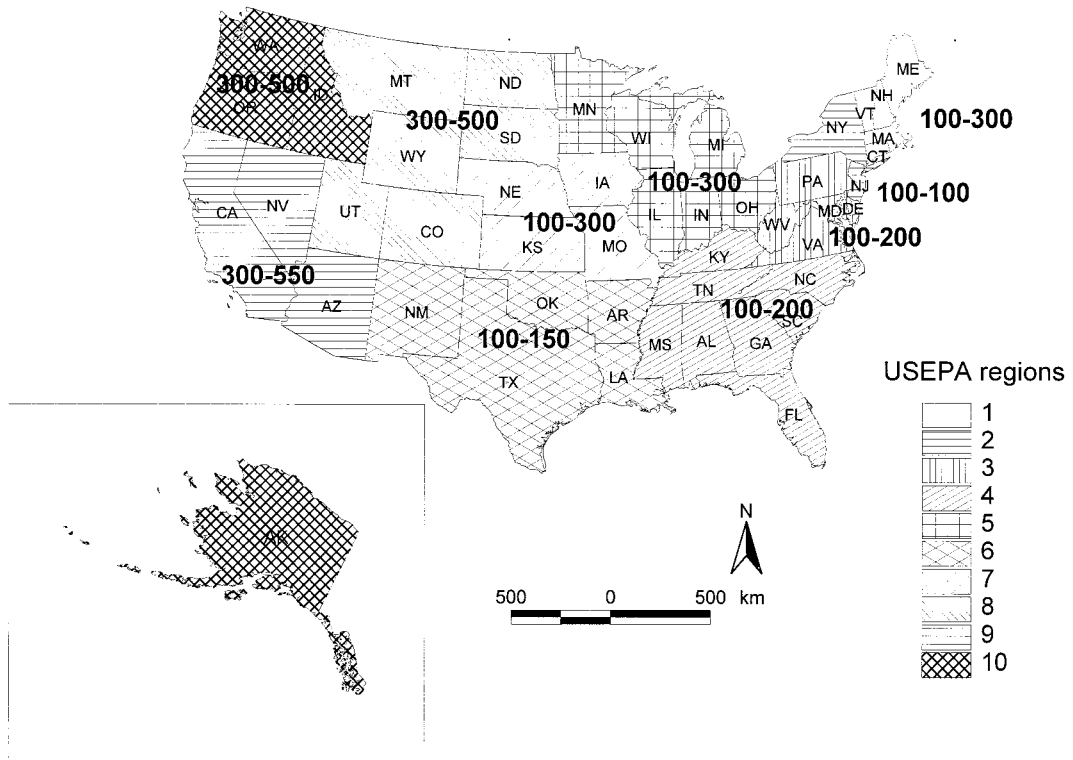 WA
300-500
ID
OR
MT
ND
300-500
SD
WY
MN
WI
MI
ME
NH
VT
NY
MA
CT
100-300
CA
NV
UT
CO
NE
IA
100-300
KS
MO
100-300
IL
IN
OH
PA
NJ
100-100
WV
MD
DE
VA
100-200
KY
300-550
AZ
NM
OK
AR
100-150
TX
LA
TN
NC
100-200
SC
MS
AL
GA
FL
AK
USEPA regions
1
2
3
4
5
6
7
8
9
10
N
500 0 500 km